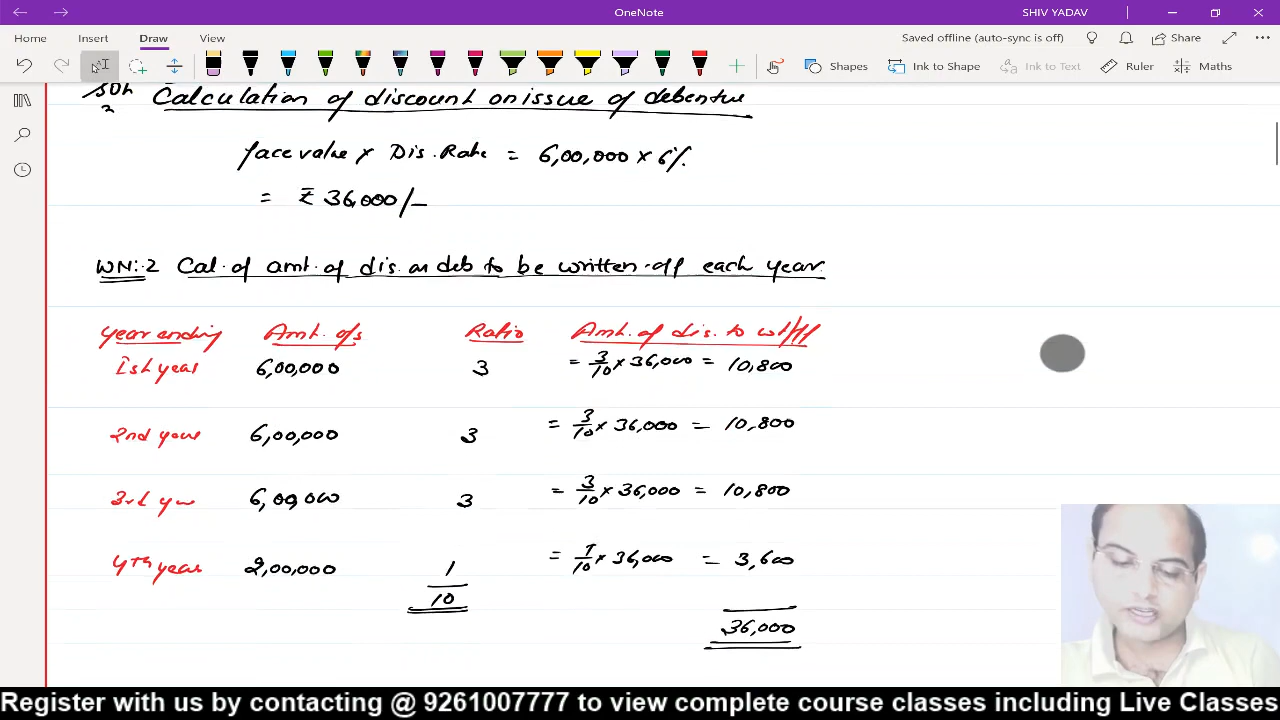 OneNote
SHIV YADAV
Home Insert Draw View
Saved offline (auto-sync is off)
Share
Shapes
Ink to Shape
Ink to Text
Ruler
Maths
Soln
2
Calculation of discount on issue of debenture
face value x Dis. Rate = 6,00,000 x 6%
= ₹ 36,000/-
WN:-2 Cal. of amt. of dis. on deb to be written-off each year.
Year ending Amt. of Ratio Amt. of dis. to wt/ff
Ist year 6,00,000 3 = 3/10 x 36,000 = 10,800
2nd year 6,00,000 3 = 3/10 x 36,000 = 10,800
3rd yw 6,00,000 3 = 3/10 x 36,000 = 10,800
4th year 2,00,000 1 = 1/10 x 36,000 = 3,600
10
36,000
Register with us by contacting @ 9261007777 to view complete course classes including Live Classes